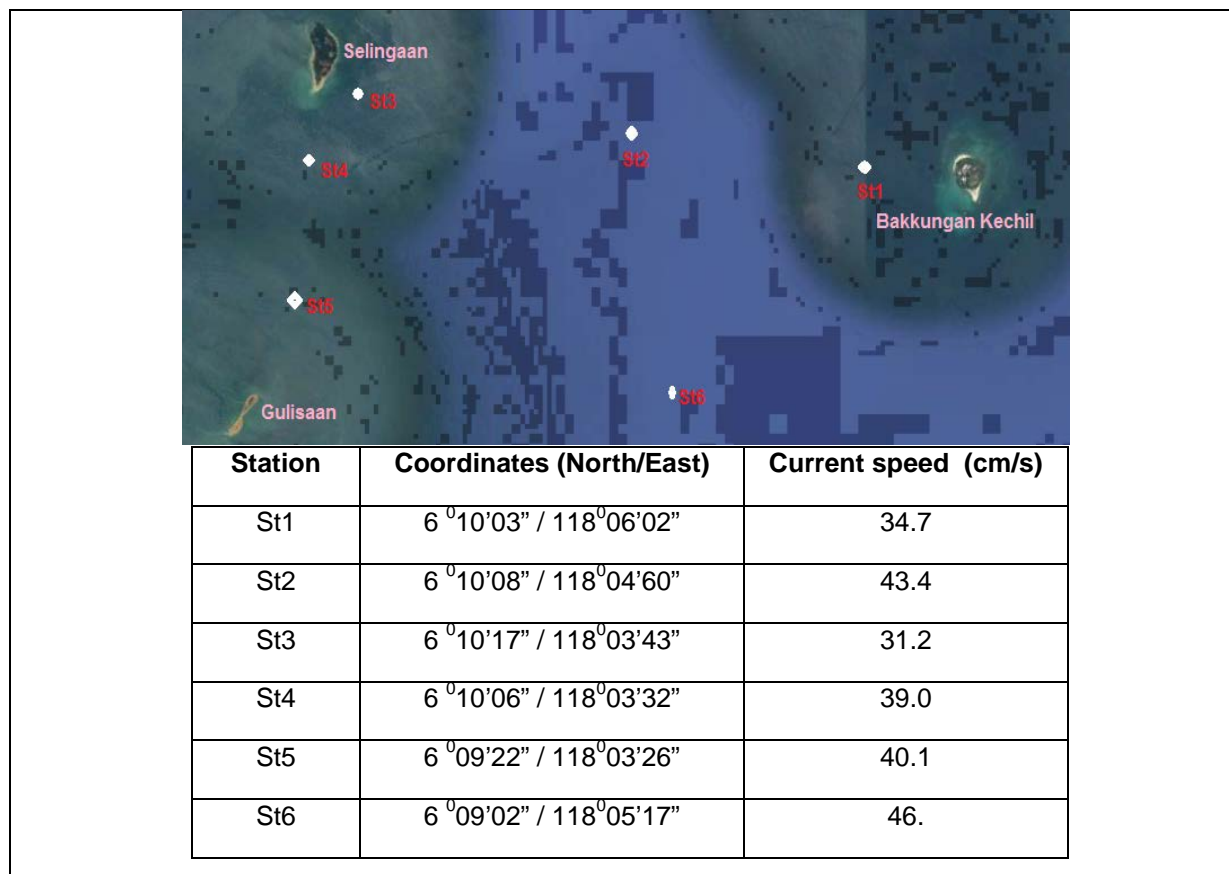 Selingaan
St3
St2
St4
St1
Bakkungan Kechil
St5
St6
Gulisaan
Station Coordinates (North/East) Current speed (cm/s)
St1 6 ⁰10’03” / 118⁰06’02” 34.7
St2 6 ⁰10’08” / 118⁰04’60” 43.4
St3 6 ⁰10’17” / 118⁰03’43” 31.2
St4 6 ⁰10’06” / 118⁰03’32” 39.0
St5 6 ⁰09’22” / 118⁰03’26” 40.1
St6 6 ⁰09’02” / 118⁰05’17” 46.